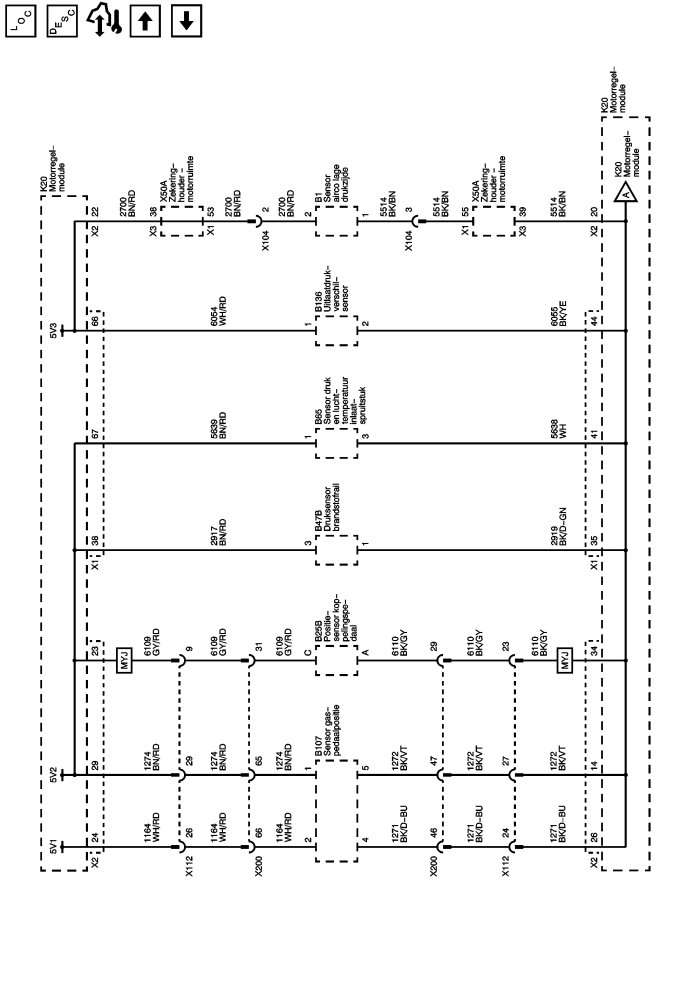 LOC
DESC
K20
Motorregel–
module
5V1
5V2
5V3
X2
24
29
23
X1
38
67
66
X2
22
1164
WH/RD
1274
BN/RD
MYJ
6109
GY/RD
2917
BN/RD
5639
BN/RD
6054
WH/RD
2700
BN/RD
X50A
Zekering–
houder –
motorruimte
X3
38
X1
53
X112
26
29
9
1164
WH/RD
1274
BN/RD
6109
GY/RD
2700
BN/RD
X200
66
65
31
X104
2
1164
WH/RD
1274
BN/RD
6109
GY/RD
2700
BN/RD
2
1
C
3
1
1
2
B107
Sensor gas–
pedaalpositie
B25B
Positie–
sensor kop–
pelingspe–
daal
B47B
Druksensor
brandstofrail
B65
Sensor druk
en lucht–
temperatuur
inlaat–
spruitstuk
B136
Uitlaatdruk–
verschil–
sensor
B1
Sensor
airco lage
drukzijde
4
5
A
1
3
2
1
1271
BK/D–BU
1272
BK/VT
6110
BK/GY
5514
BK/BN
X200
46
47
29
X104
3
1271
BK/D–BU
1272
BK/VT
6110
BK/GY
5514
BK/BN
X50A
Zekering–
houder –
motorruimte
X1
55
X3
39
X112
24
27
23
1271
BK/D–BU
1272
BK/VT
6110
BK/GY
MYJ
2919
BK/D–GN
5638
WH
6055
BK/YE
5514
BK/BN
X2
26
14
34
X1
35
41
44
X2
20
K20
Motorregel–
module
A
K20
Motorregel–
module